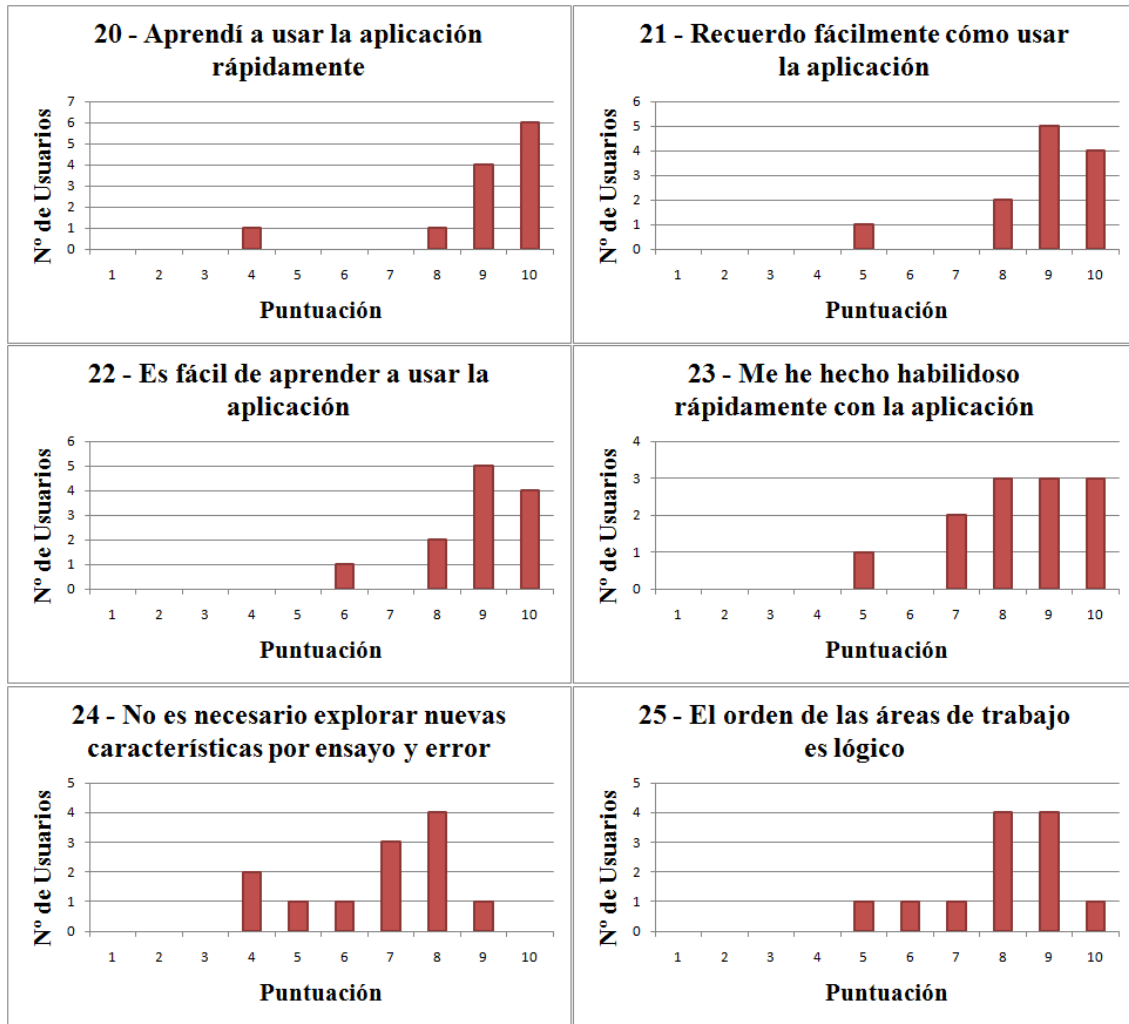 20 - Aprendí a usar la aplicación
rápidamente
Nº de Usuarios
7
6
5
4
3
2
1
0
1 2 3 4 5 6 7 8 9 10
Puntuación
21 - Recuerdo fácilmente cómo usar
la aplicación
Nº de Usuarios
6
5
4
3
2
1
0
1 2 3 4 5 6 7 8 9 10
Puntuación
22 - Es fácil de aprender a usar la
aplicación
Nº de Usuarios
6
5
4
3
2
1
0
1 2 3 4 5 6 7 8 9 10
Puntuación
23 - Me he hecho habilidoso
rápidamente con la aplicación
Nº de Usuarios
4
3
2
1
0
1 2 3 4 5 6 7 8 9 10
Puntuación
24 - No es necesario explorar nuevas
características por ensayo y error
Nº de Usuarios
5
4
3
2
1
0
1 2 3 4 5 6 7 8 9 10
Puntuación
25 - El orden de las áreas de trabajo
es lógico
Nº de Usuarios
5
4
3
2
1
0
1 2 3 4 5 6 7 8 9 10
Puntuación